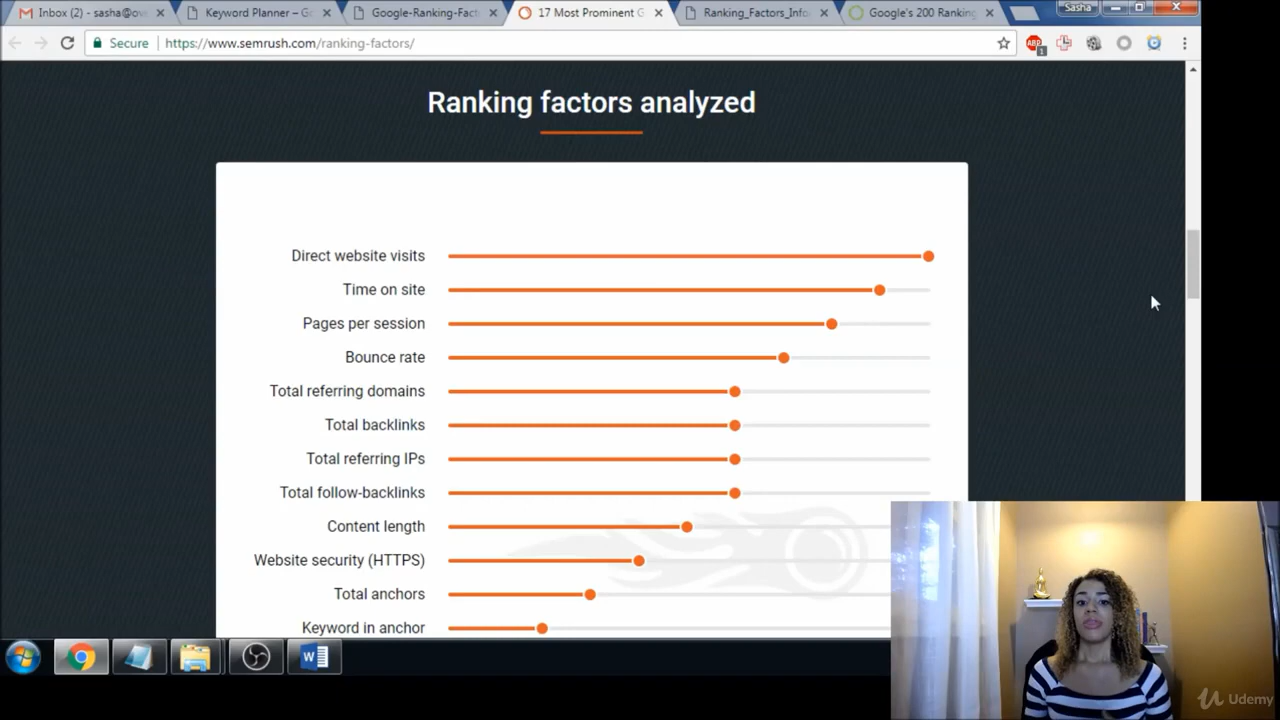 Inbox (2) - sasha@ov
Keyword Planner – G
Google-Ranking-Fact
17 Most Prominent G
Ranking_Factors_Info
Google's 200 Ranking
Sasha
Secure
https://www.semrush.com/ranking-factors/
ABP
1
Ranking factors analyzed
Direct website visits
Time on site
Pages per session
Bounce rate
Total referring domains
Total backlinks
Total referring IPs
Total follow-backlinks
Content length
Website security (HTTPS)
Total anchors
Keyword in anchor
W
Udemy